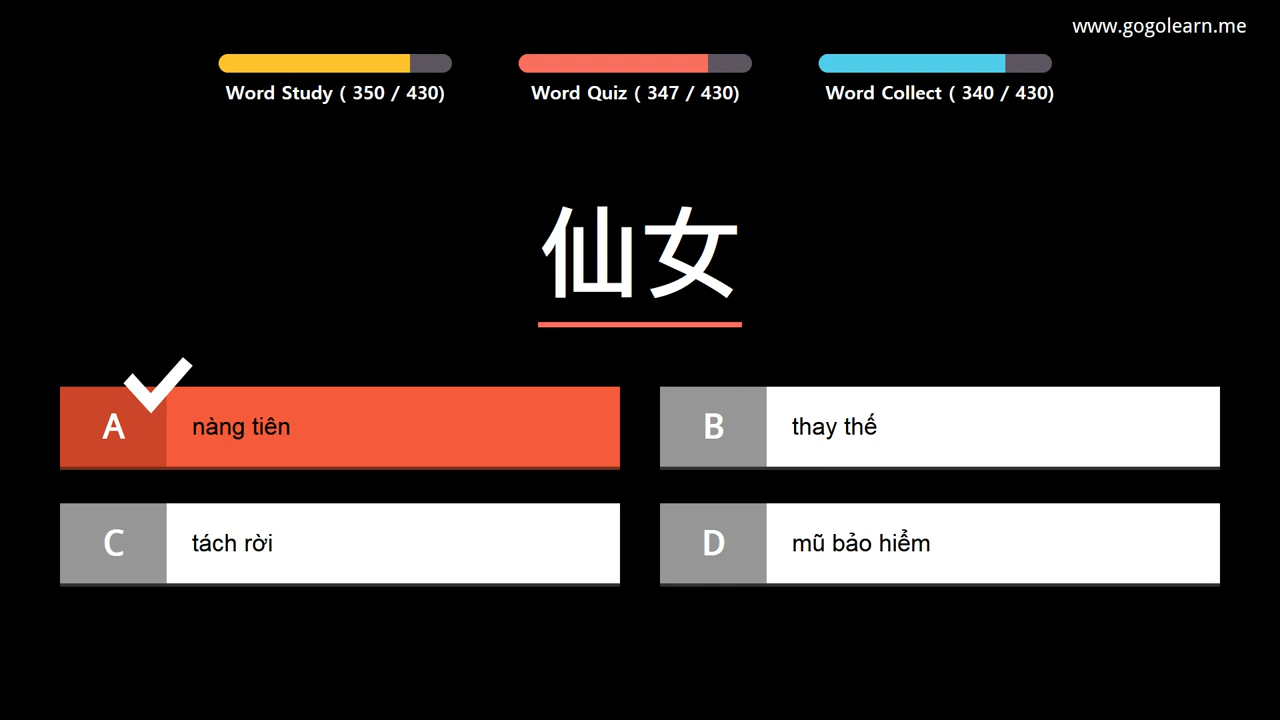 www.gogolearn.me
Word Study ( 350 / 430)
Word Quiz ( 347 / 430)
Word Collect ( 340 / 430)
仙女
A nàng tiên
B thay thế
C tách rời
D mũ bảo hiểm